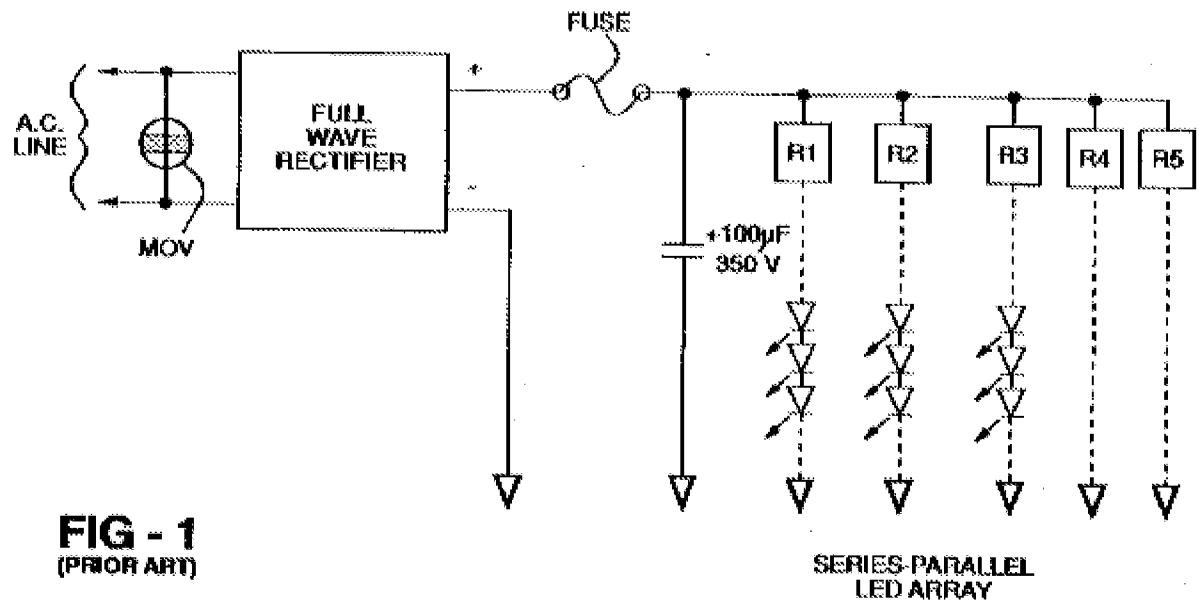 FUSE
+
A.C.
LINE
FULL
WAVE
RECTIFIER
-
MOV
R1
R2
R3
R4
R5
+100µF
350 V
FIG - 1
(PRIOR ART)
SERIES-PARALLEL
LED ARRAY